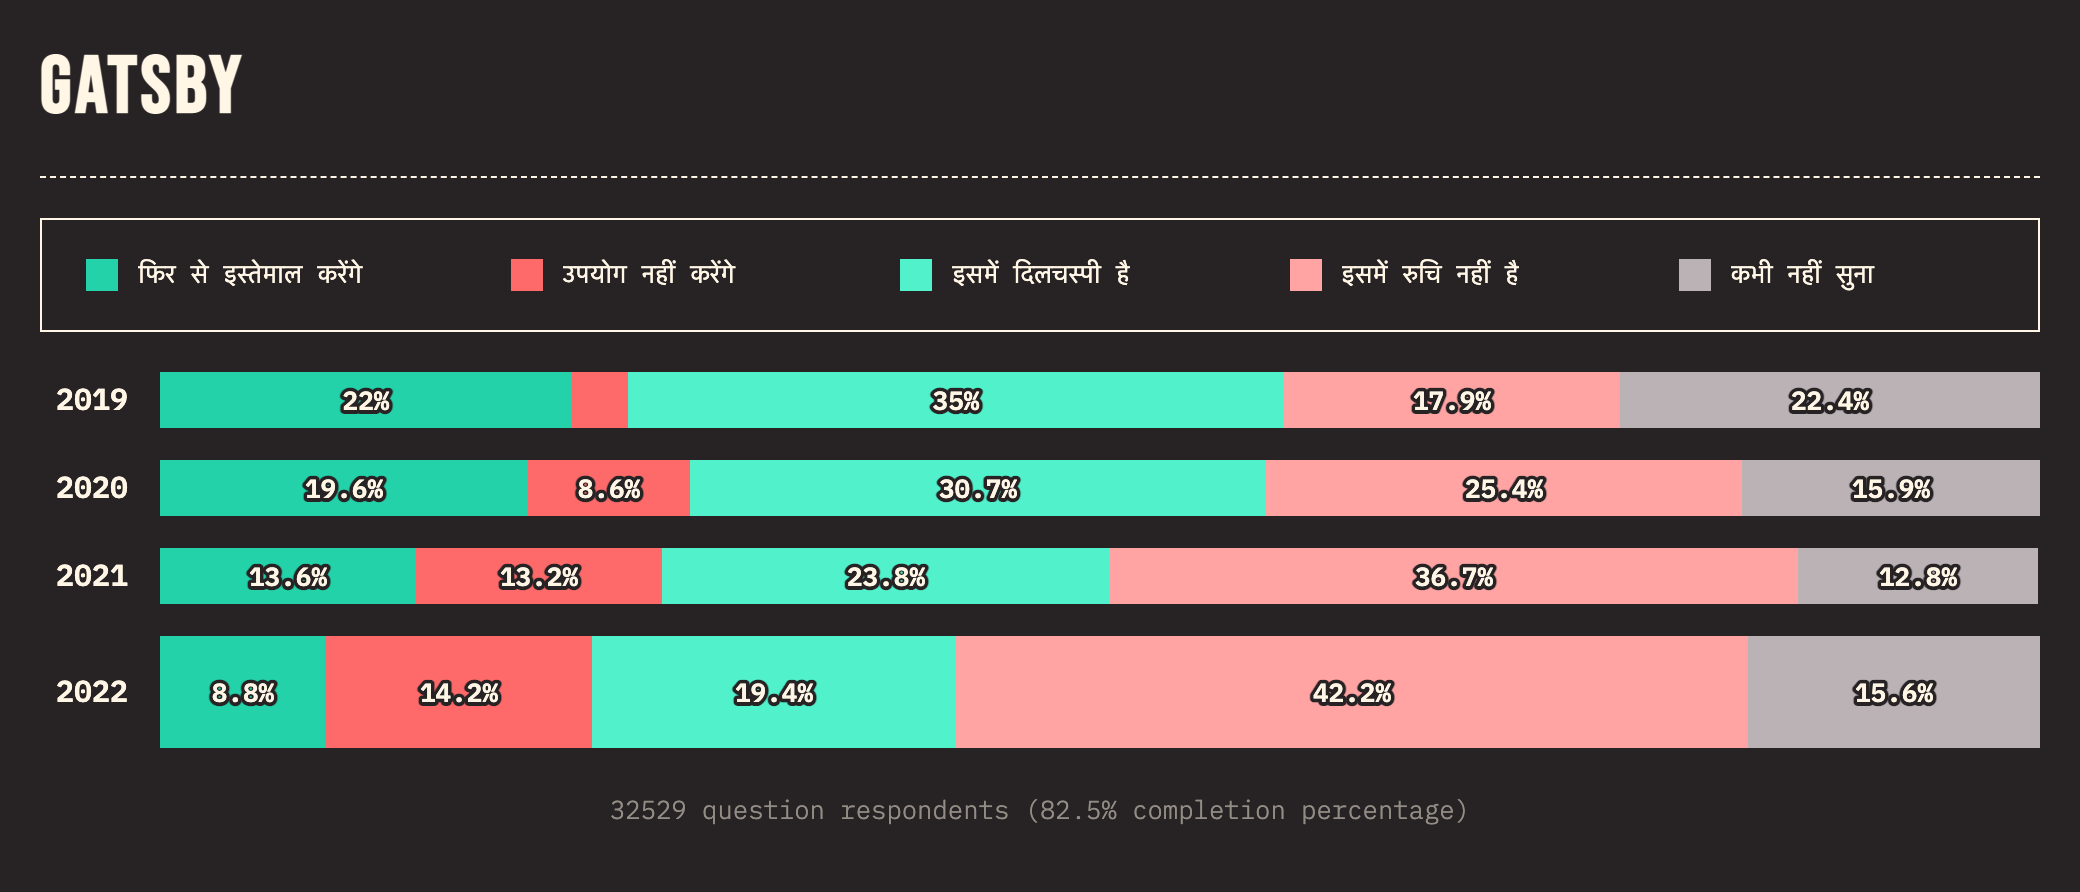 GATSBY
फिर से इस्तेमाल करेंगे उपयोग नहीं करेंगे इसमें दिलचस्पी है इसमें रुचि नहीं है कभी नहीं सुना
2019 22% 35% 17.9% 22.4%
2020 19.6% 8.6% 30.7% 25.4% 15.9%
2021 13.6% 13.2% 23.8% 36.7% 12.8%
2022 8.8% 14.2% 19.4% 42.2% 15.6%
32529 question respondents (82.5% completion percentage)